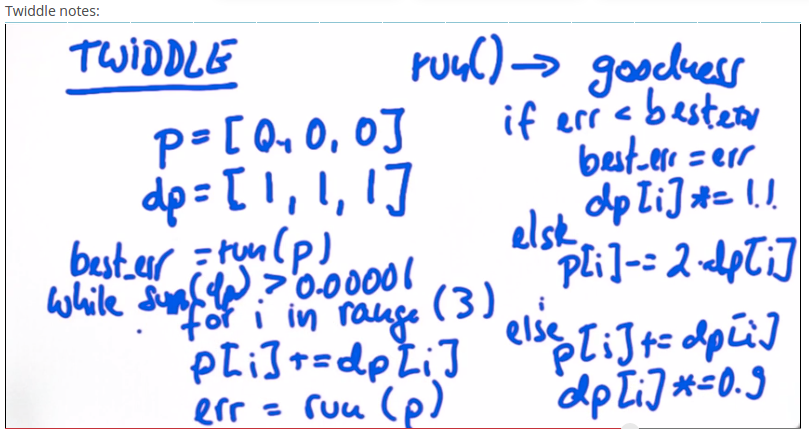 Twiddle notes:
TWIDDLE
p = [0, 0, 0]
dp = [1, 1, 1]
best_err = run(p)
while sum(dp) > 0.00001
for i in range (3)
p[i] += dp[i]
err = run (p)
run() → goodness
if err < best_err
best_err = err
dp[i] *= 1.1
else
p[i] -= 2·dp[i]
⋮
else
p[i] += dp[i]
dp[i] *= 0.9